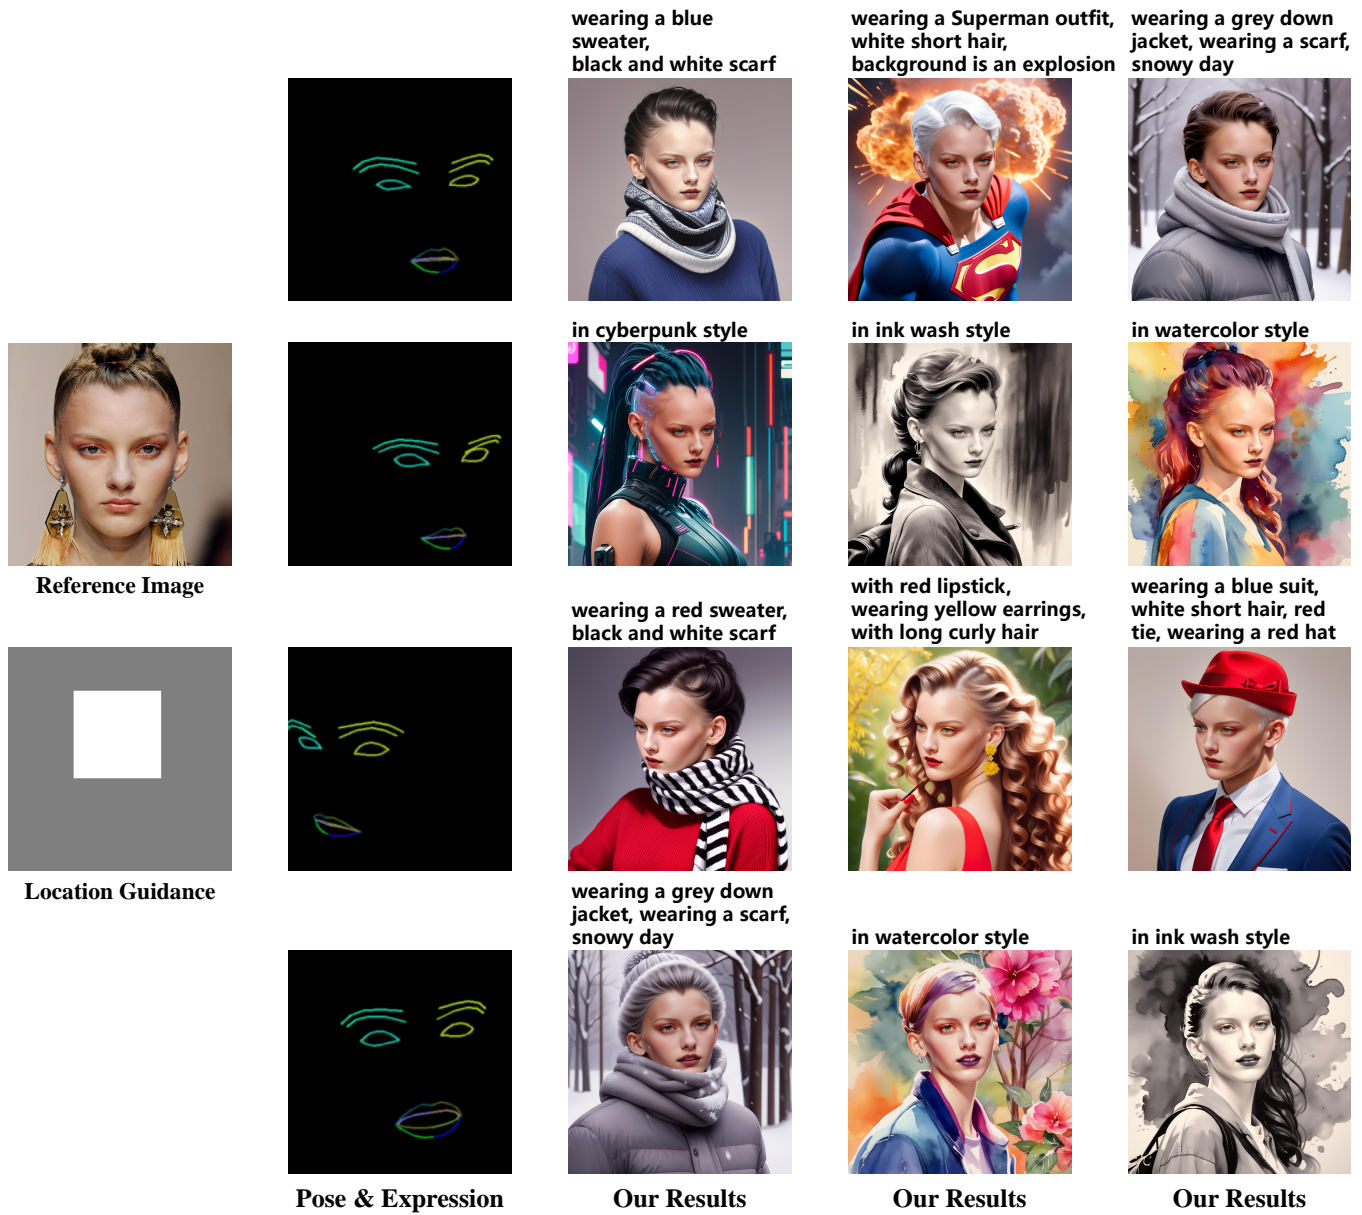 wearing a blue
sweater,
black and white scarf
wearing a Superman outfit,
white short hair,
background is an explosion
wearing a grey down
jacket, wearing a scarf,
snowy day
in cyberpunk style
in ink wash style
in watercolor style
Reference Image
wearing a red sweater,
black and white scarf
with red lipstick,
wearing yellow earrings,
with long curly hair
wearing a blue suit,
white short hair, red
tie, wearing a red hat
Location Guidance
wearing a grey down
jacket, wearing a scarf,
snowy day
in watercolor style
in ink wash style
Pose & Expression
Our Results
Our Results
Our Results